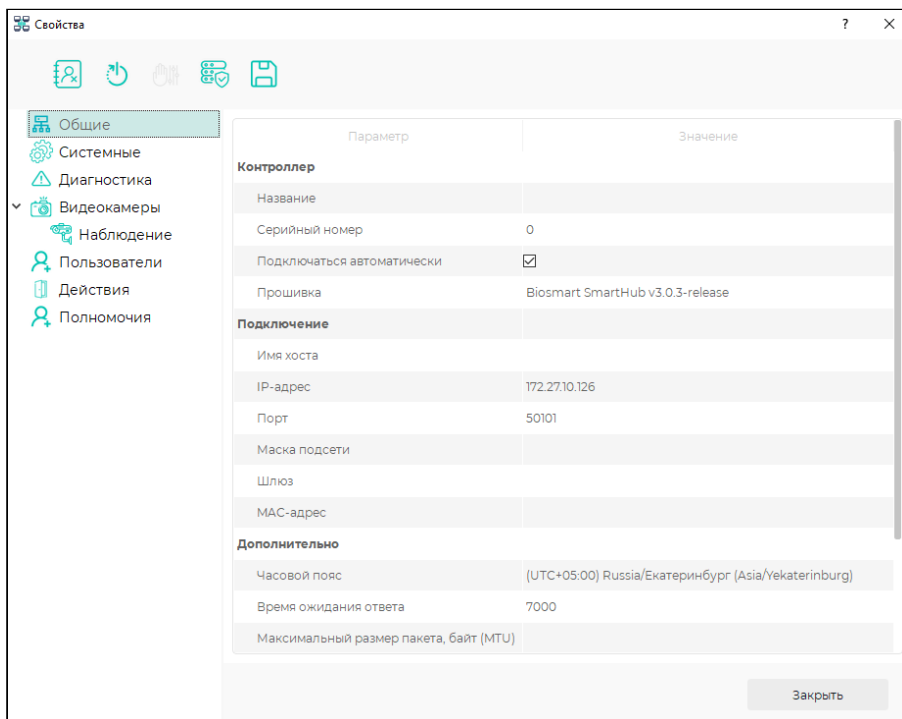 Свойства
?
Общие
Системные
Диагностика
Видеокамеры
Наблюдение
Пользователи
Действия
Полномочия
Параметр Значение
Контроллер
Название
Серийный номер 0
Подключаться автоматически
Прошивка Biosmart SmartHub v3.0.3-release
Подключение
Имя хоста
IP-адрес 172.27.10.126
Порт 50101
Маска подсети
Шлюз
MAC-адрес
Дополнительно
Часовой пояс (UTC+05:00) Russia/Екатеринбург (Asia/Yekaterinburg)
Время ожидания ответа 7000
Максимальный размер пакета, байт (MTU)
Закрыть